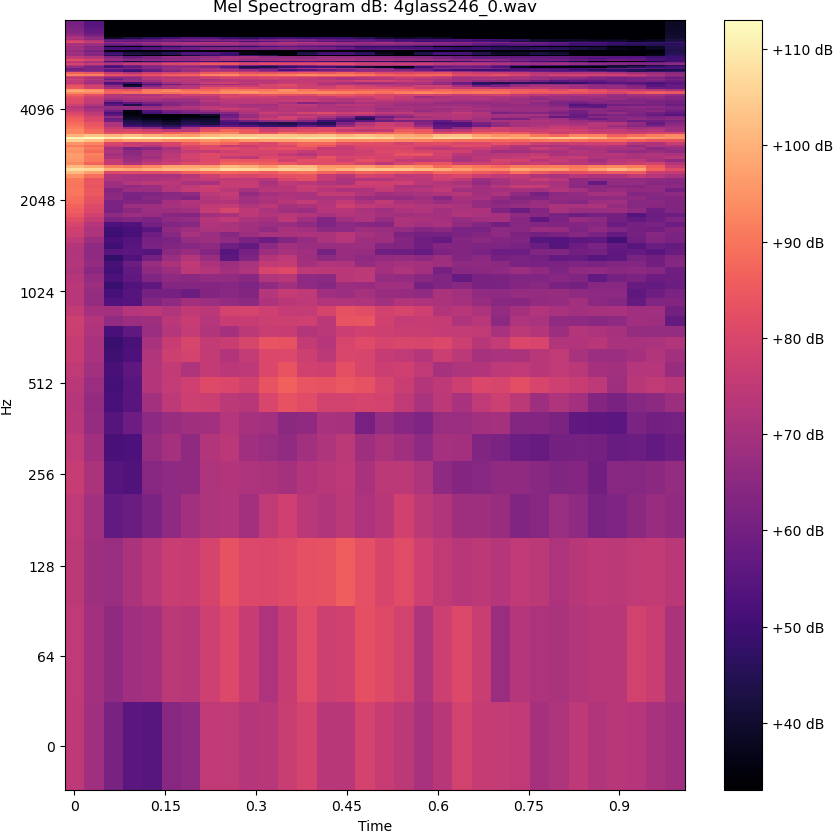 Mel Spectrogram dB: 4glass246_0.wav
4096
2048
1024
512
256
128
64
0
Hz
0
0.15
0.3
0.45
0.6
0.75
0.9
Time
+110 dB
+100 dB
+90 dB
+80 dB
+70 dB
+60 dB
+50 dB
+40 dB